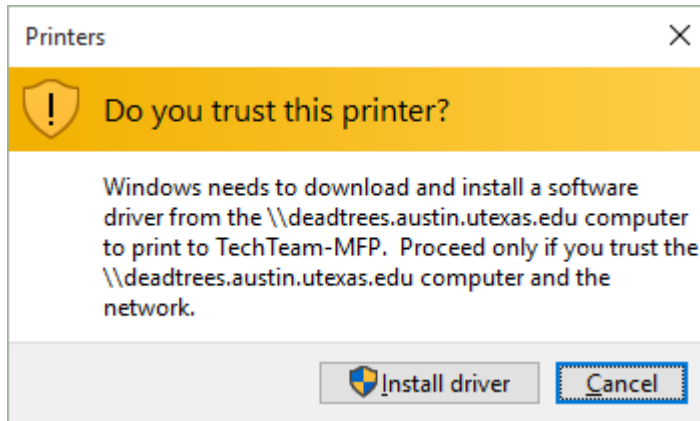 Printers
Do you trust this printer?
Windows needs to download and install a software
driver from the \\deadtrees.austin.utexas.edu computer
to print to TechTeam-MFP.  Proceed only if you trust the
\\deadtrees.austin.utexas.edu computer and the
network.
Install driver
Cancel